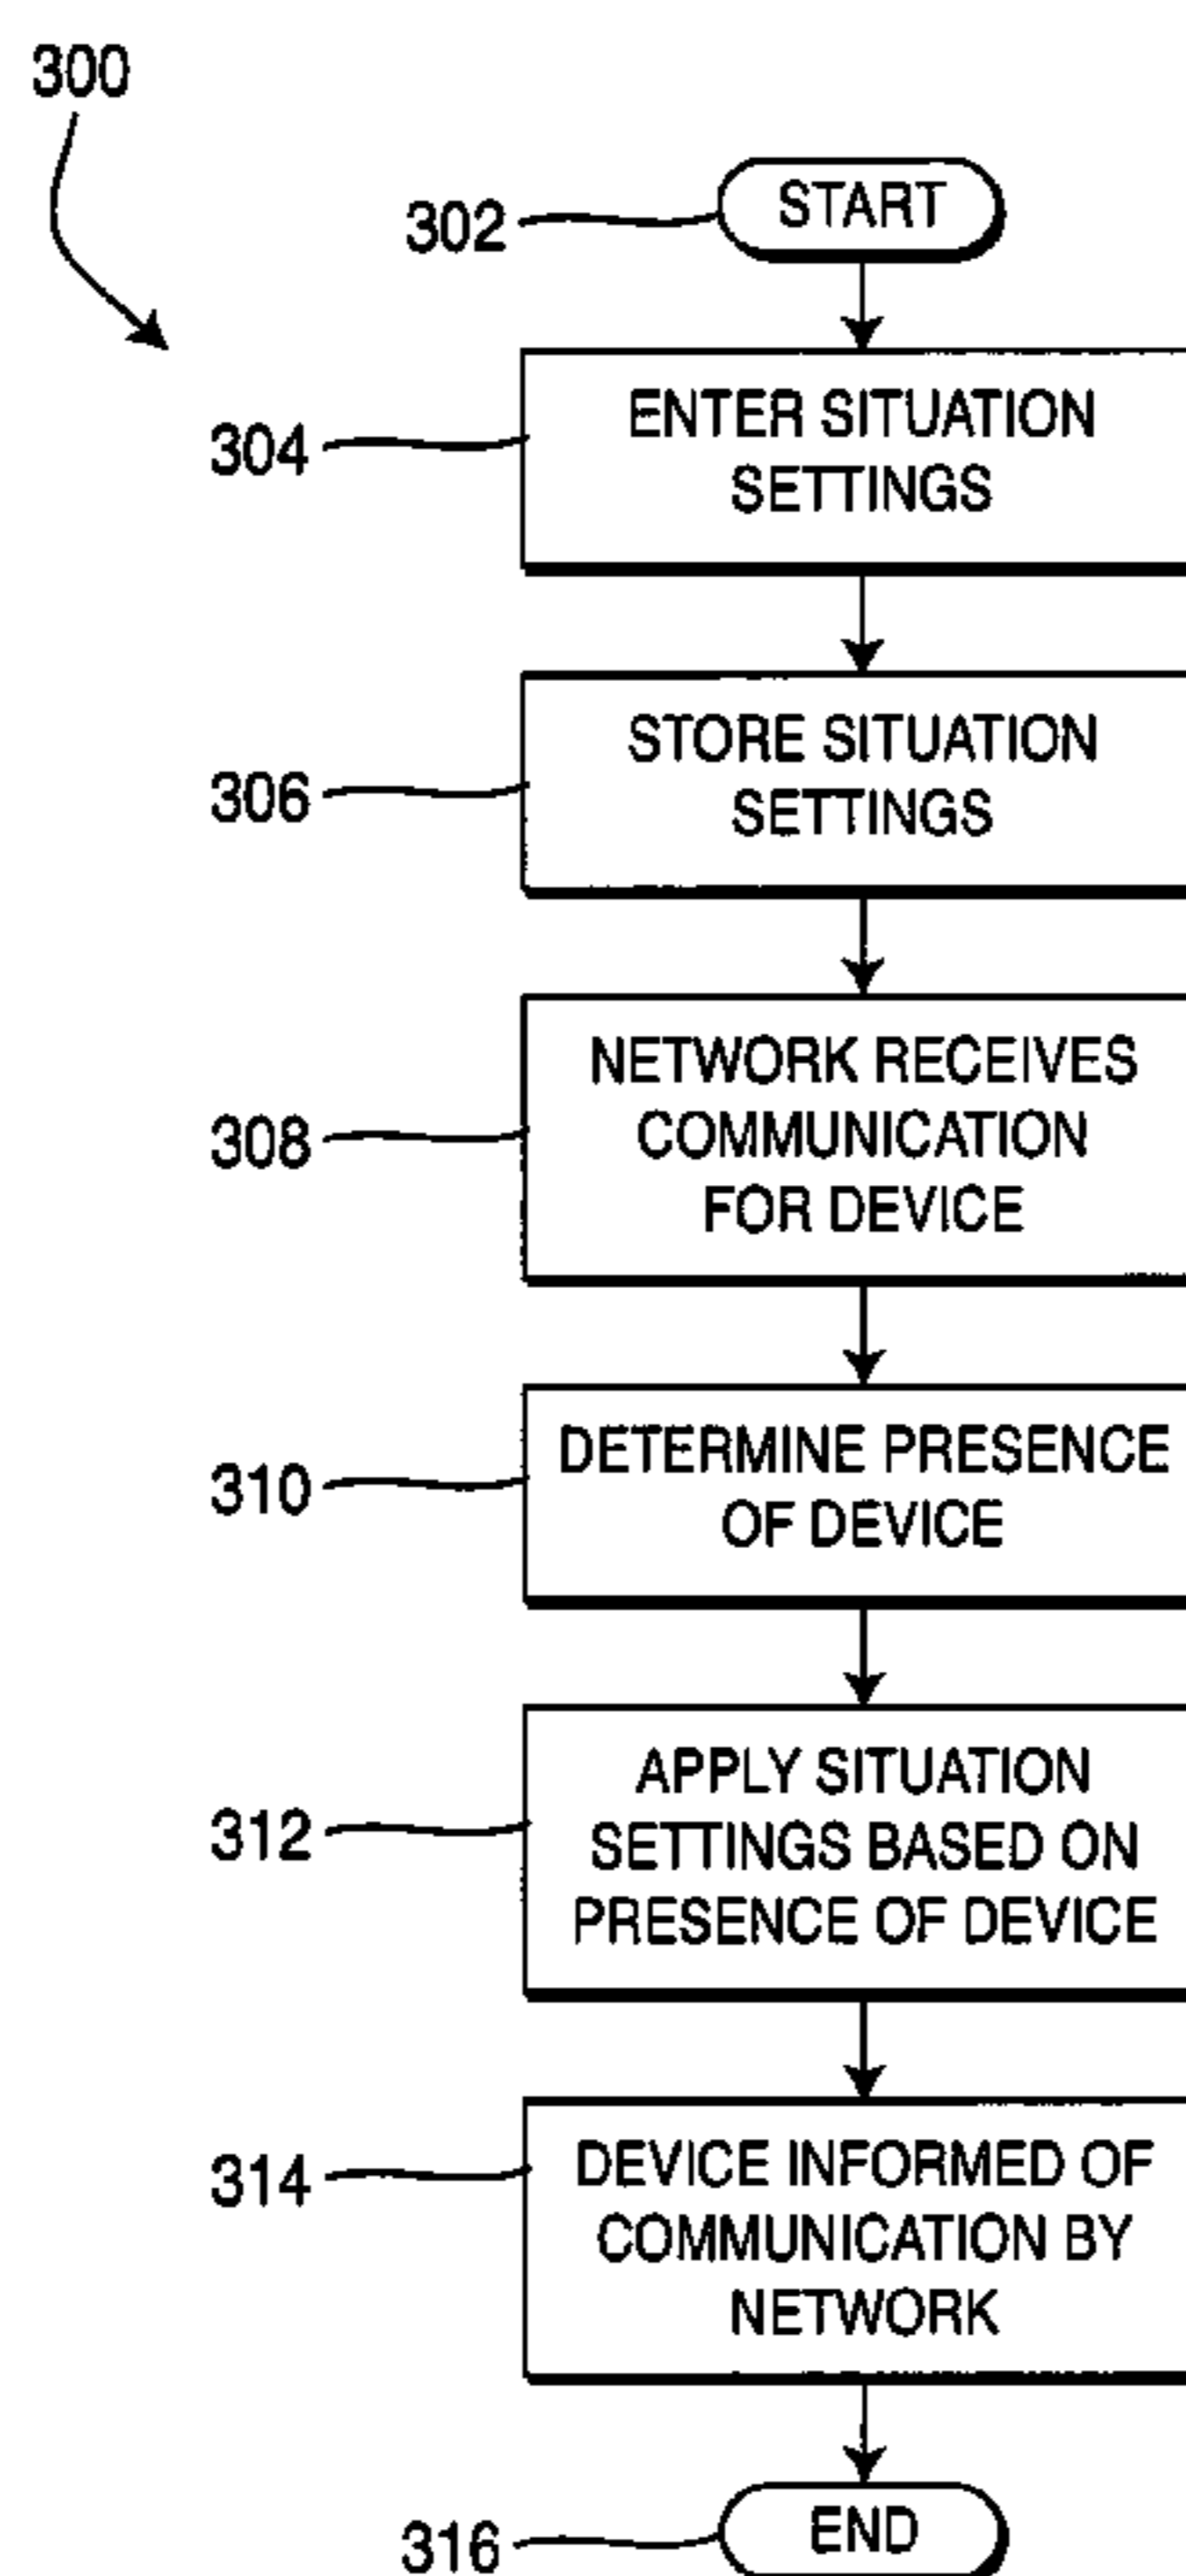 300
302
START
304
ENTER SITUATION
SETTINGS
306
STORE SITUATION
SETTINGS
308
NETWORK RECEIVES
COMMUNICATION
FOR DEVICE
310
DETERMINE PRESENCE
OF DEVICE
312
APPLY SITUATION
SETTINGS BASED ON
PRESENCE OF DEVICE
314
DEVICE INFORMED OF
COMMUNICATION BY
NETWORK
316
END